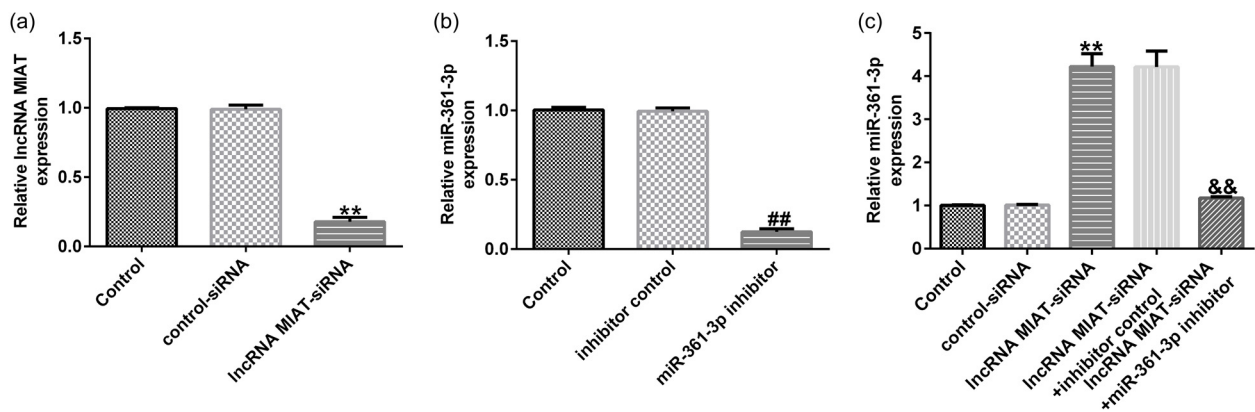 (a)
Relative lncRNA MIAT
expression
1.5
1.0
0.5
0.0
**
Control
control-siRNA
lncRNA MIAT-siRNA
(b)
Relative miR-361-3p
expression
1.5
1.0
0.5
0.0
##
Control
inhibitor control
miR-361-3p inhibitor
(c)
Relative miR-361-3p
expression
5
4
3
2
1
0
**
&&
Control
control-siRNA
lncRNA MIAT-siRNA
lncRNA MIAT-siRNA
+inhibitor control
lncRNA MIAT-siRNA
+miR-361-3p inhibitor